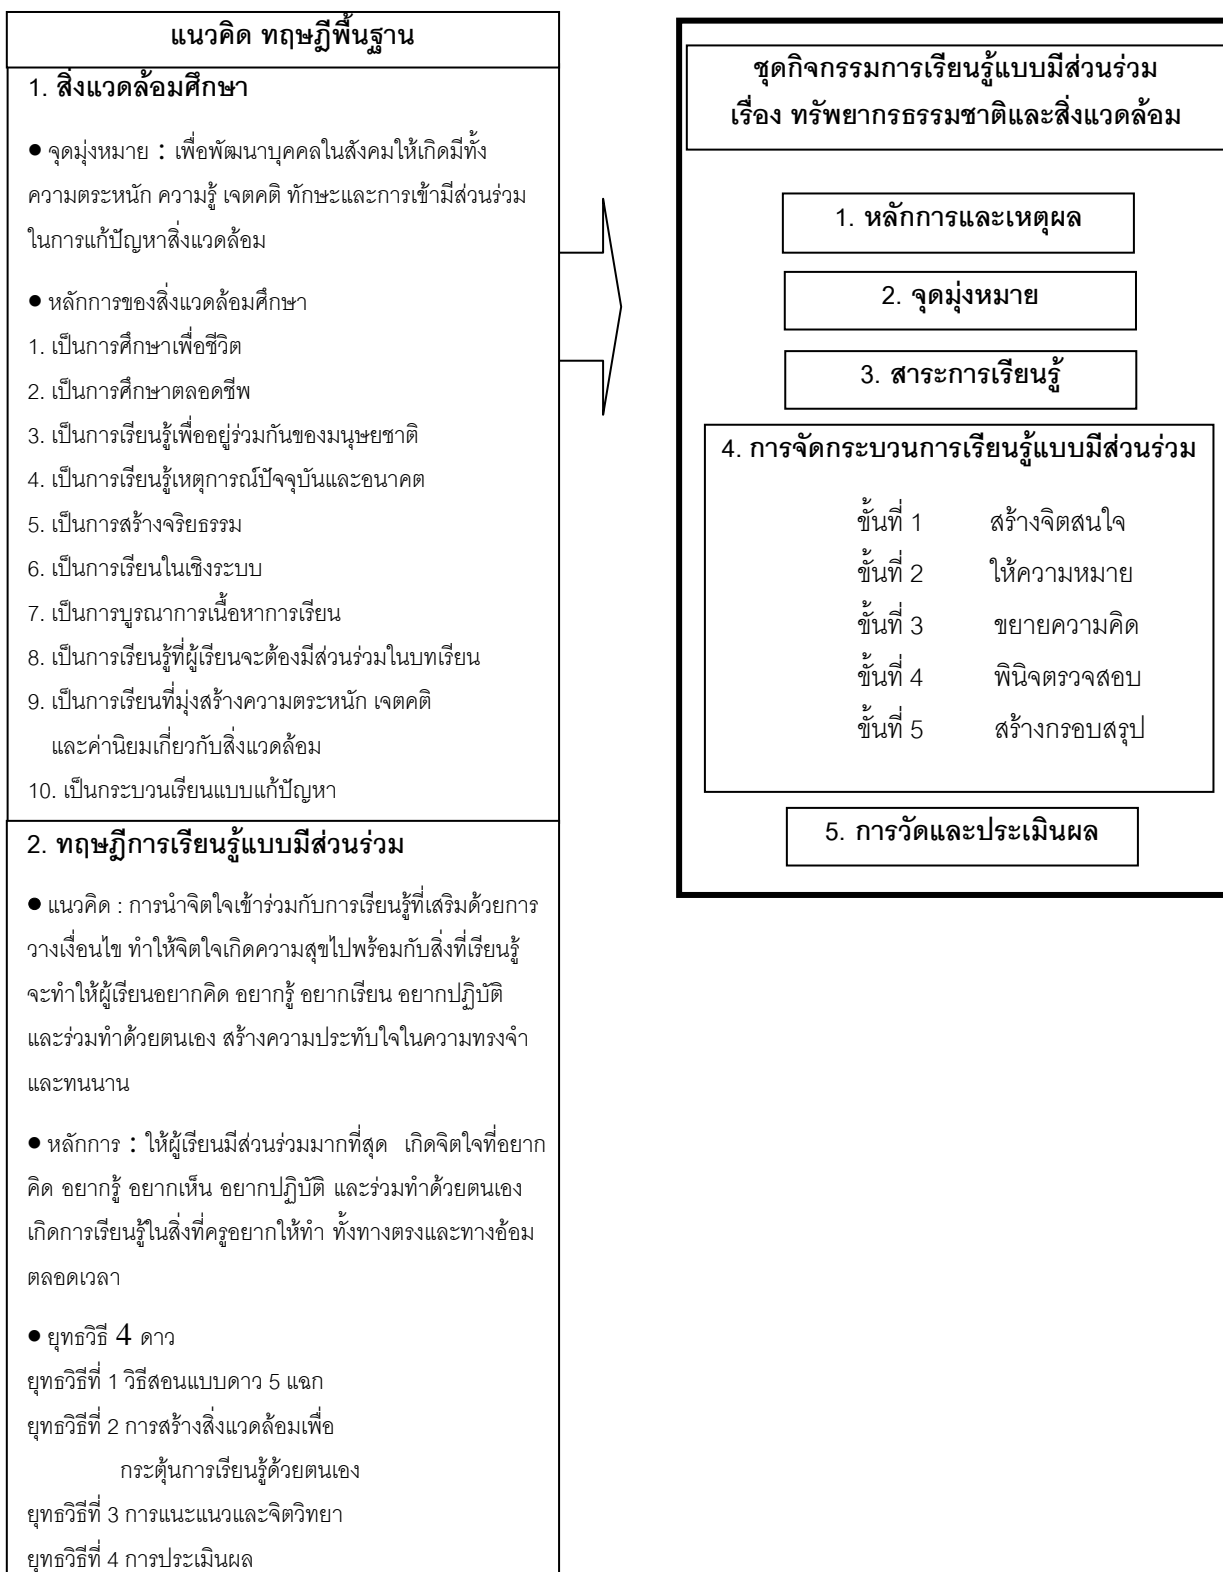 แนวคิด ทฤษฎีพื้นฐาน
1. สิ่งแวดล้อมศึกษา
● จุดมุ่งหมาย : เพื่อพัฒนาบุคคลในสังคมให้เกิดมีทั้ง
ความตระหนัก ความรู้ เจตคติ ทักษะและการเข้ามีส่วนร่วม
ในการแก้ปัญหาสิ่งแวดล้อม
● หลักการของสิ่งแวดล้อมศึกษา
1. เป็นการศึกษาเพื่อชีวิต
2. เป็นการศึกษาตลอดชีพ
3. เป็นการเรียนรู้เพื่ออยู่ร่วมกันของมนุษยชาติ
4. เป็นการเรียนรู้เหตุการณ์ปัจจุบันและอนาคต
5. เป็นการสร้างจริยธรรม
6. เป็นการเรียนในเชิงระบบ
7. เป็นการบูรณาการเนื้อหาการเรียน
8. เป็นการเรียนรู้ที่ผู้เรียนจะต้องมีส่วนร่วมในบทเรียน
9. เป็นการเรียนที่มุ่งสร้างความตระหนัก เจตคติ
และค่านิยมเกี่ยวกับสิ่งแวดล้อม
10. เป็นกระบวนเรียนแบบแก้ปัญหา
2. ทฤษฎีการเรียนรู้แบบมีส่วนร่วม
● แนวคิด : การนำจิตใจเข้าร่วมกับการเรียนรู้ที่เสริมด้วยการ
วางเงื่อนไข ทำให้จิตใจเกิดความสุขไปพร้อมกับสิ่งที่เรียนรู้
จะทำให้ผู้เรียนอยากคิด อยากรู้ อยากเรียน อยากปฏิบัติ
และร่วมทำด้วยตนเอง สร้างความประทับใจในความทรงจำ
และทนนาน
● หลักการ : ให้ผู้เรียนมีส่วนร่วมมากที่สุด เกิดจิตใจที่อยาก
คิด อยากรู้ อยากเห็น อยากปฏิบัติ และร่วมทำด้วยตนเอง
เกิดการเรียนรู้ในสิ่งที่ครูอยากให้ทำ ทั้งทางตรงและทางอ้อม
ตลอดเวลา
● ยุทธวิธี 4 ดาว
ยุทธวิธีที่ 1 วิธีสอนแบบดาว 5 แฉก
ยุทธวิธีที่ 2 การสร้างสิ่งแวดล้อมเพื่อ
กระตุ้นการเรียนรู้ด้วยตนเอง
ยุทธวิธีที่ 3 การแนะแนวและจิตวิทยา
ยุทธวิธีที่ 4 การประเมินผล
ชุดกิจกรรมการเรียนรู้แบบมีส่วนร่วม
เรื่อง ทรัพยากรธรรมชาติและสิ่งแวดล้อม
1. หลักการและเหตุผล
2. จุดมุ่งหมาย
3. สาระการเรียนรู้
4. การจัดกระบวนการเรียนรู้แบบมีส่วนร่วม
ขั้นที่ 1 สร้างจิตสนใจ
ขั้นที่ 2 ให้ความหมาย
ขั้นที่ 3 ขยายความคิด
ขั้นที่ 4 พินิจตรวจสอบ
ขั้นที่ 5 สร้างกรอบสรุป
5. การวัดและประเมินผล